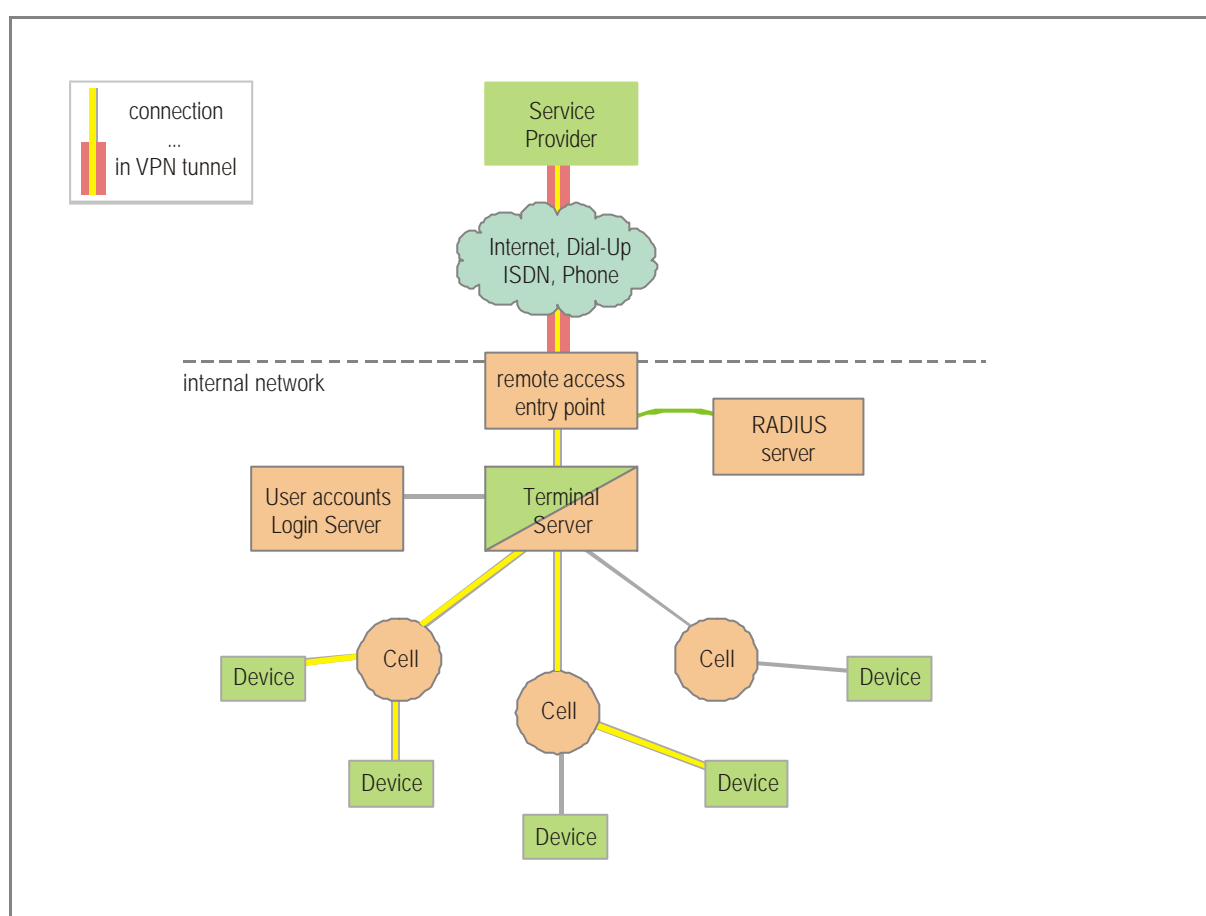 connection
...
in VPN tunnel
Service
Provider
Internet, Dial-Up
ISDN, Phone
internal network
remote access
entry point
RADIUS
server
User accounts
Login Server
Terminal
Server
Cell
Cell
Cell
Device
Device
Device
Device
Device